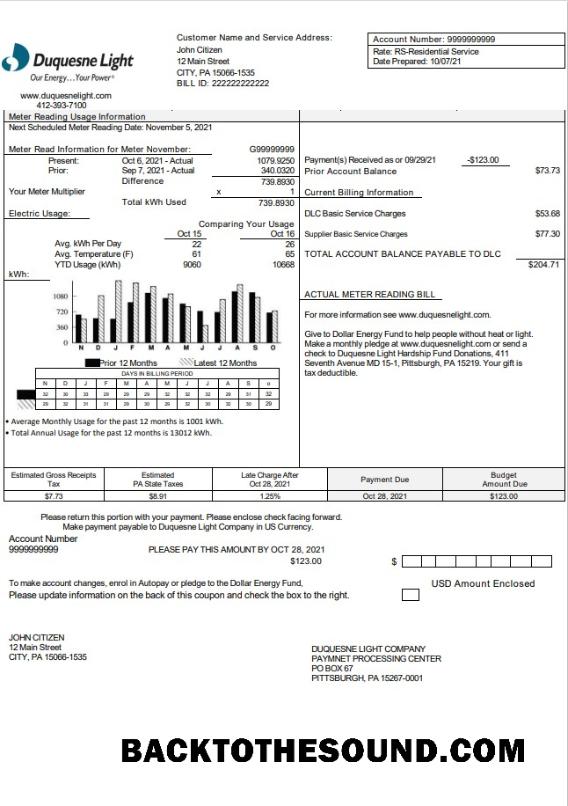 Duquesne Light
Our Energy...Your Power®
www.duquesnelight.com
412-393-7100
Customer Name and Service Address:
John Citizen
12 Main Street
CITY, PA 15066-1535
BILL ID: 222222222222
Account Number: 9999999999
Rate: RS-Residential Service
Date Prepared: 10/07/21
Meter Reading Usage Information
Next Scheduled Meter Reading Date: November 5, 2021
Meter Read Information for Meter November: G99999999
Present: Oct 6, 2021 - Actual 1079.9250
Prior: Sep 7, 2021 - Actual 340.0320
Difference 739.8930
Your Meter Multiplier x 1
Total kWh Used 739.8930
Electric Usage:
Comparing Your Usage
Oct 15 Oct 16
Avg. kWh Per Day 22 26
Avg. Temperature (F) 61 65
YTD Usage (kWh) 9060 10668
kWh:
1080
720
360
0
N D J F M A M J J A S O
Prior 12 Months Latest 12 Months
DAYS IN BILLING PERIOD
N D J F M A M J J A S o
32 30 33 29 29 29 32 29 32 29 31 32
29 32 31 31 29 29 32 30 29 32 30 29
• Average Monthly Usage for the past 12 months is 1001 kWh.
• Total Annual Usage for the past 12 months is 13012 kWh.
Payment(s) Received as or 09/29/21 -$123.00
Prior Account Balance $73.73
Current Billing Information
DLC Basic Service Charges $53.68
Supplier Basic Service Charges $77.30
TOTAL ACCOUNT BALANCE PAYABLE TO DLC
$204.71
ACTUAL METER READING BILL
For more information see www.duquesnelight.com.
Give to Dollar Energy Fund to help people without heat or light.
Make a monthly pledge at www.duquesnelight.com or send a
check to Duquesne Light Hardship Fund Donations, 411
Seventh Avenue MD 15-1, Pittsburgh, PA 15219. Your gift is
tax deductible.
Estimated Gross Receipts Tax Estimated PA State Taxes Late Charge After Oct 28, 2021 Payment Due Budget Amount Due
$7.73 $8.91 1.25% Oct 28, 2021 $123.00
Please return this portion with your payment. Please enclose check facing forward.
Make payment payable to Duquesne Light Company in US Currency.
Account Number
9999999999 PLEASE PAY THIS AMOUNT BY OCT 28, 2021
$123.00 $
To make account changes, enrol in Autopay or pledge to the Dollar Energy Fund, USD Amount Enclosed
Please update information on the back of this coupon and check the box to the right.
JOHN CITIZEN
12 Main Street
CITY, PA 15066-1535
DUQUESNE LIGHT COMPANY
PAYMNET PROCESSING CENTER
PO BOX 67
PITTSBURGH, PA 15267-0001
BACKTOTHESOUND.COM